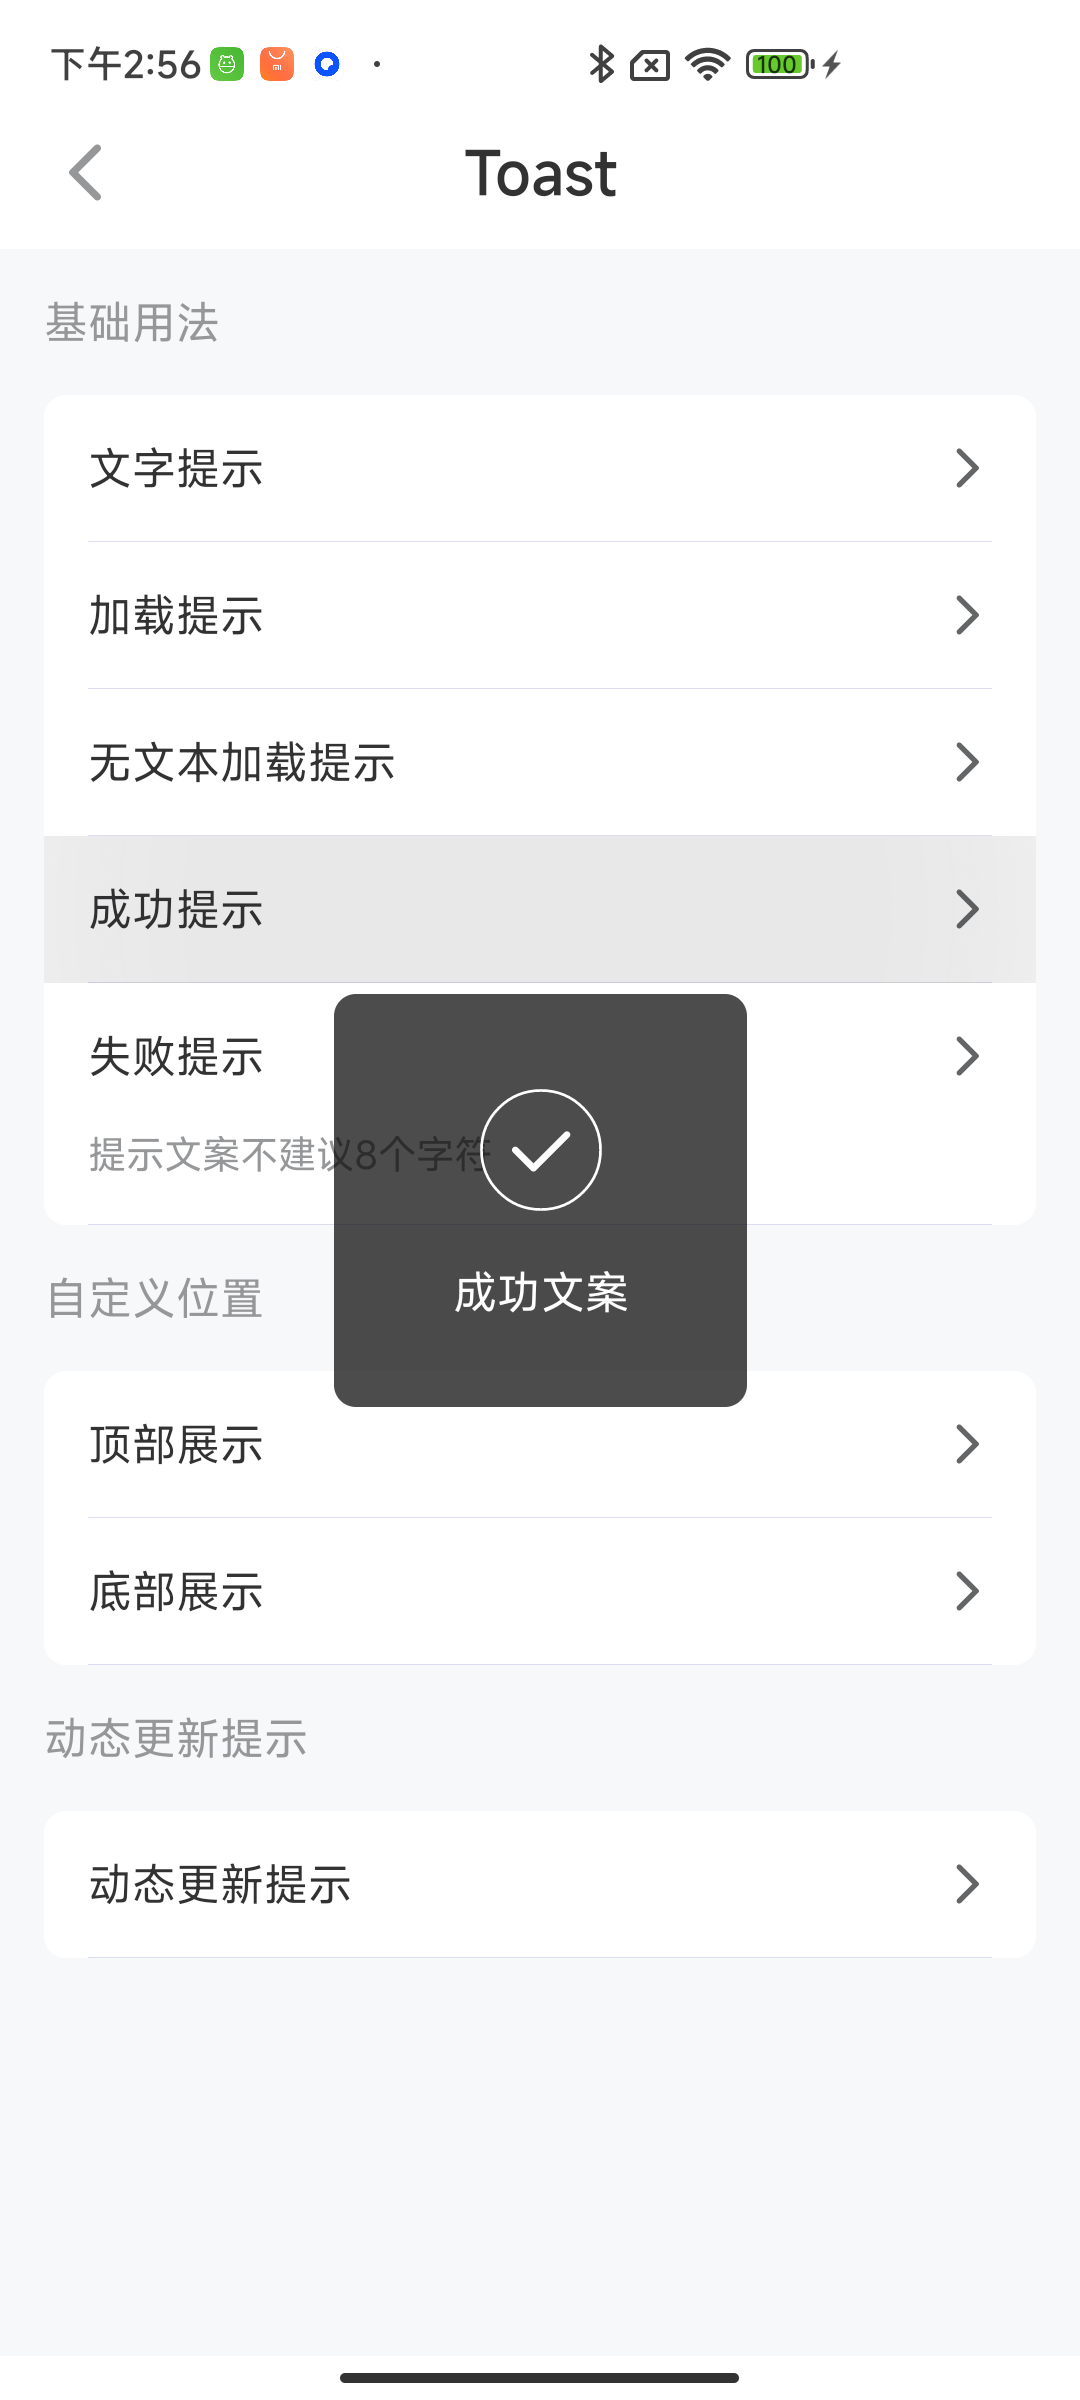 下午2:56
100
Toast
基础用法
文字提示
加载提示
无文本加载提示
成功提示
失败提示
提示文案不建议8个字符
成功文案
自定义位置
顶部展示
底部展示
动态更新提示
动态更新提示